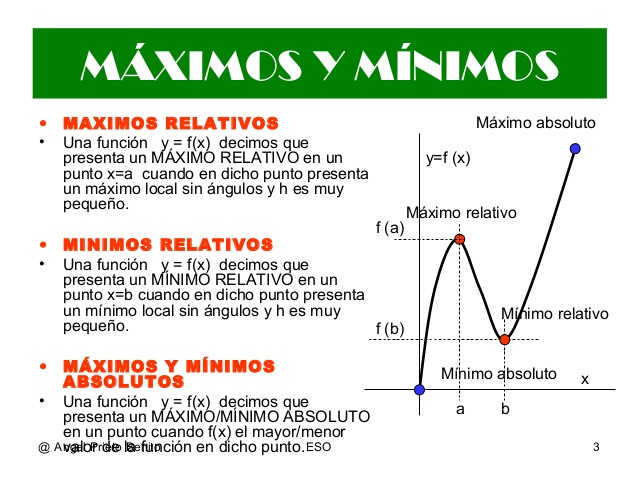 MÁXIMOS Y MÍNIMOS
• MAXIMOS RELATIVOS
• Una función y = f(x) decimos que
presenta un MÁXIMO RELATIVO en un
punto x=a cuando en dicho punto presenta
un máximo local sin ángulos y h es muy
pequeño.
• MINIMOS RELATIVOS
• Una función y = f(x) decimos que
presenta un MÍNIMO RELATIVO en un
punto x=b cuando en dicho punto presenta
un mínimo local sin ángulos y h es muy
pequeño.
• MÁXIMOS Y MÍNIMOS
ABSOLUTOS
• Una función y = f(x) decimos que
presenta un MÁXIMO/MÍNIMO ABSOLUTO
en un punto cuando f(x) el mayor/menor
valor de la función en dicho punto.
Máximo absoluto
y=f (x)
Máximo relativo
f (a)
Mínimo relativo
f (b)
Mínimo absoluto
x
a b
@ Angel Prieto Benito
ESO
3